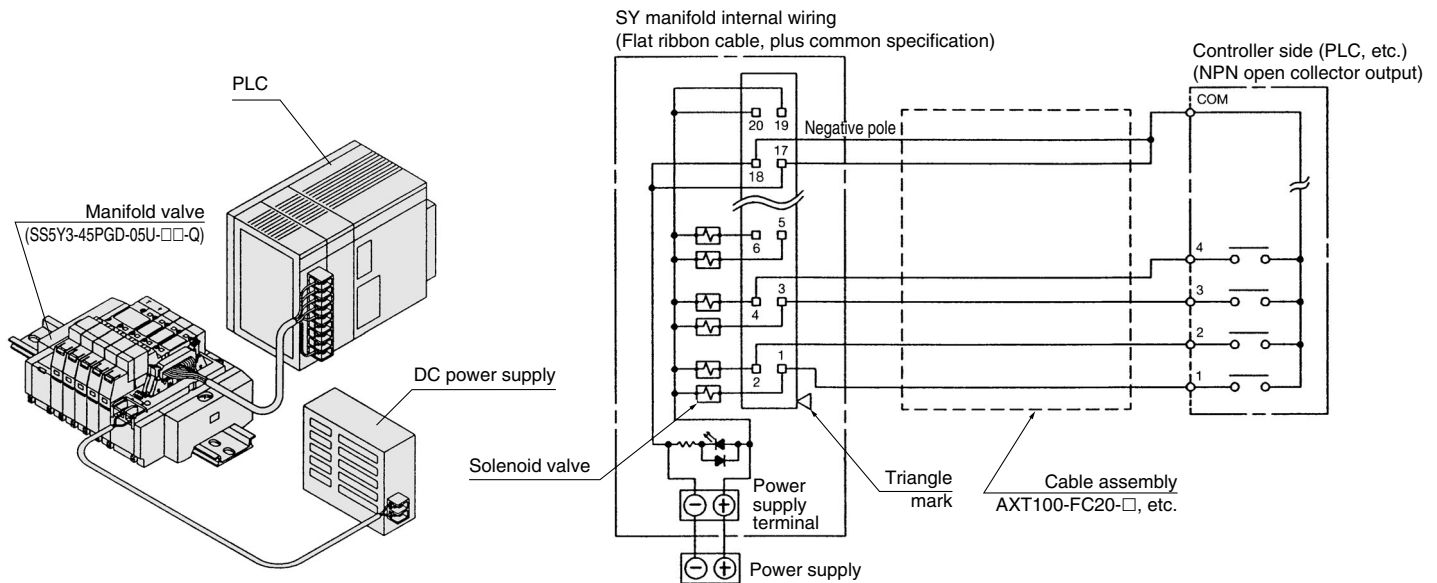 PLC
Manifold valve
(SS5Y3-45PGD-05U-□□-Q)
DC power supply
SY manifold internal wiring
(Flat ribbon cable, plus common specification)
Controller side (PLC, etc.)
(NPN open collector output)
COM
20 19
Negative pole
17
18
5
6
4
3
4
3
2
1
2
1
Solenoid valve
Triangle
mark
Cable assembly
AXT100-FC20-□, etc.
Power
supply
terminal
− +
− +
Power supply